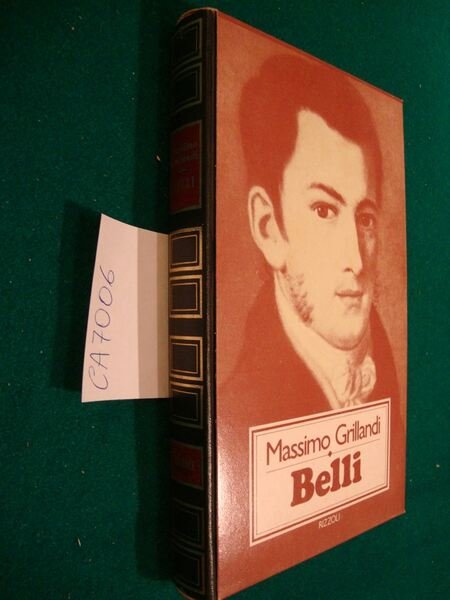 CA7006
Massimo Grillandi
Belli
RIZZOLI